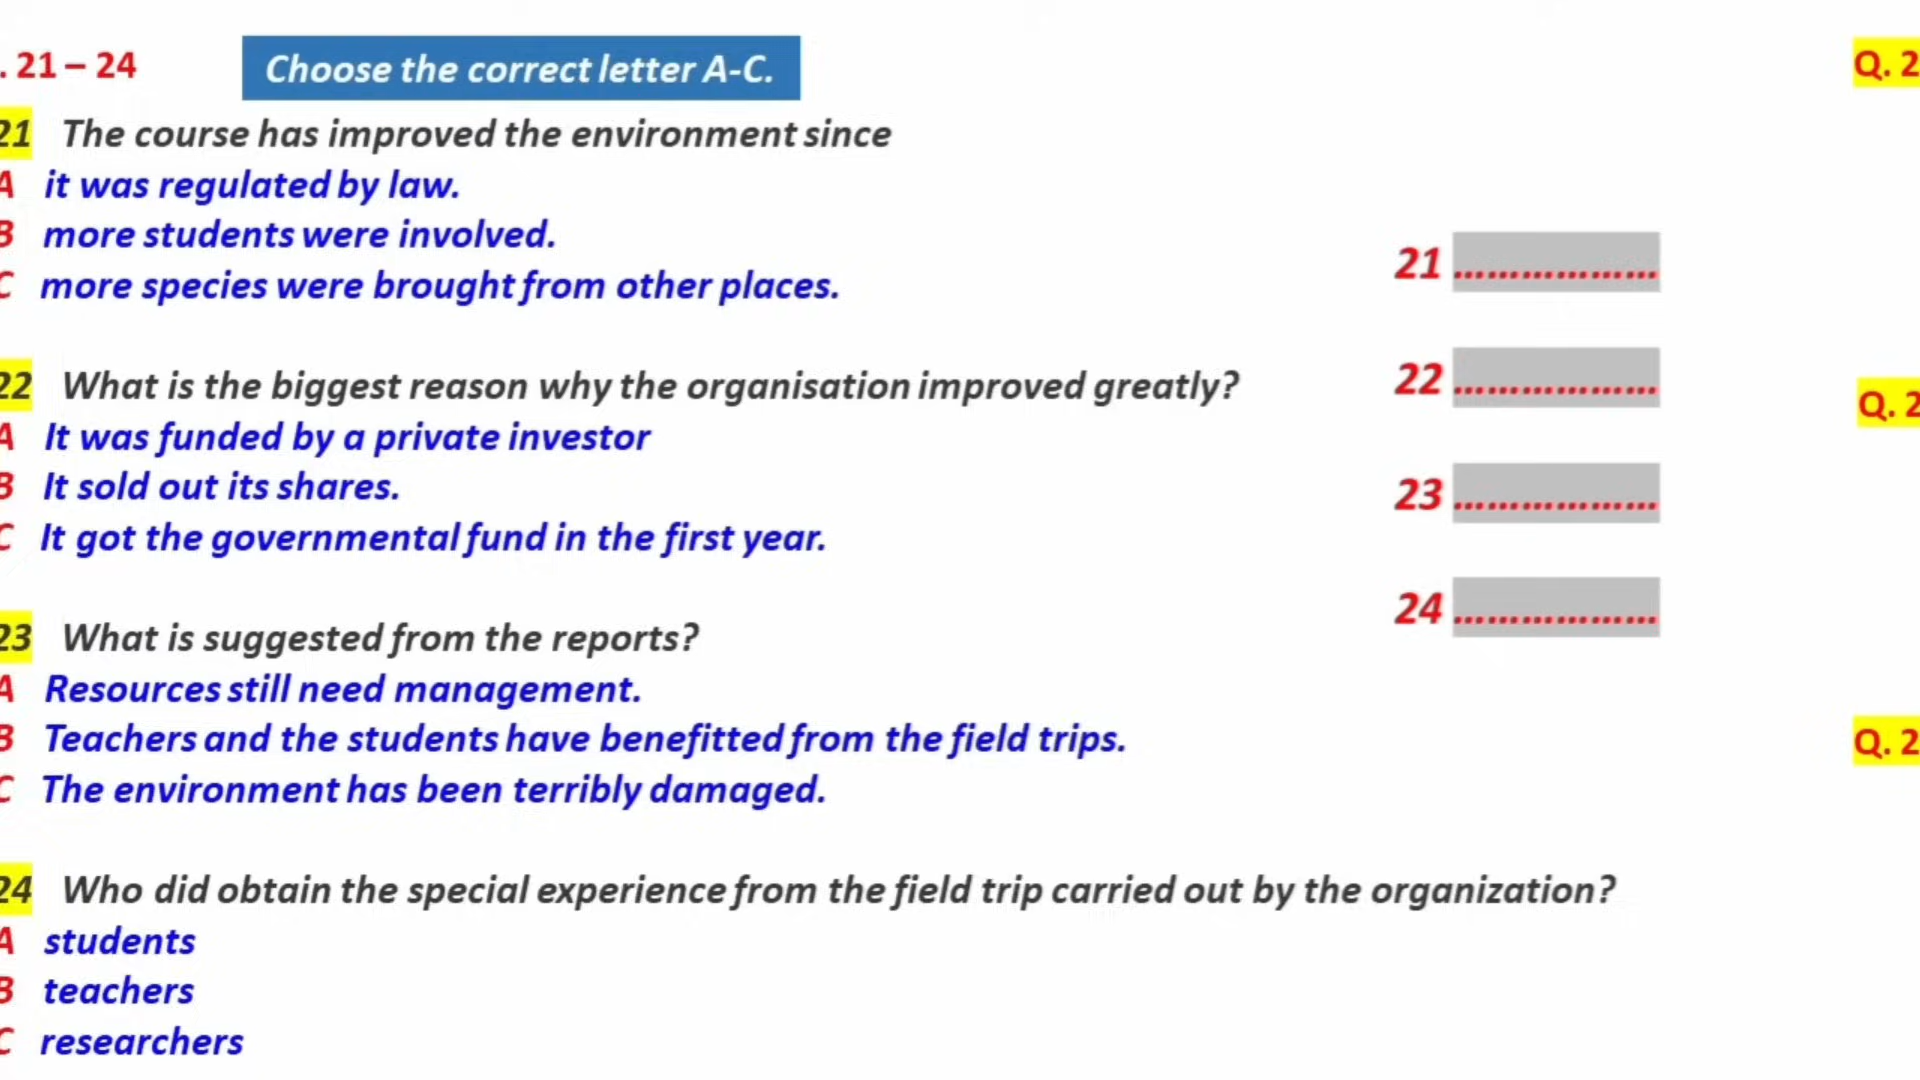 . 21 – 24
Choose the correct letter A-C.
Q. 2
21 The course has improved the environment since
A it was regulated by law.
B more students were involved.
C more species were brought from other places.
21 ..................
22 What is the biggest reason why the organisation improved greatly?
22 ..................
Q. 2
A It was funded by a private investor
B It sold out its shares.
C It got the governmental fund in the first year.
23 ..................
23 What is suggested from the reports?
24 ..................
A Resources still need management.
B Teachers and the students have benefitted from the field trips.
Q. 2
C The environment has been terribly damaged.
24 Who did obtain the special experience from the field trip carried out by the organization?
A students
B teachers
C researchers